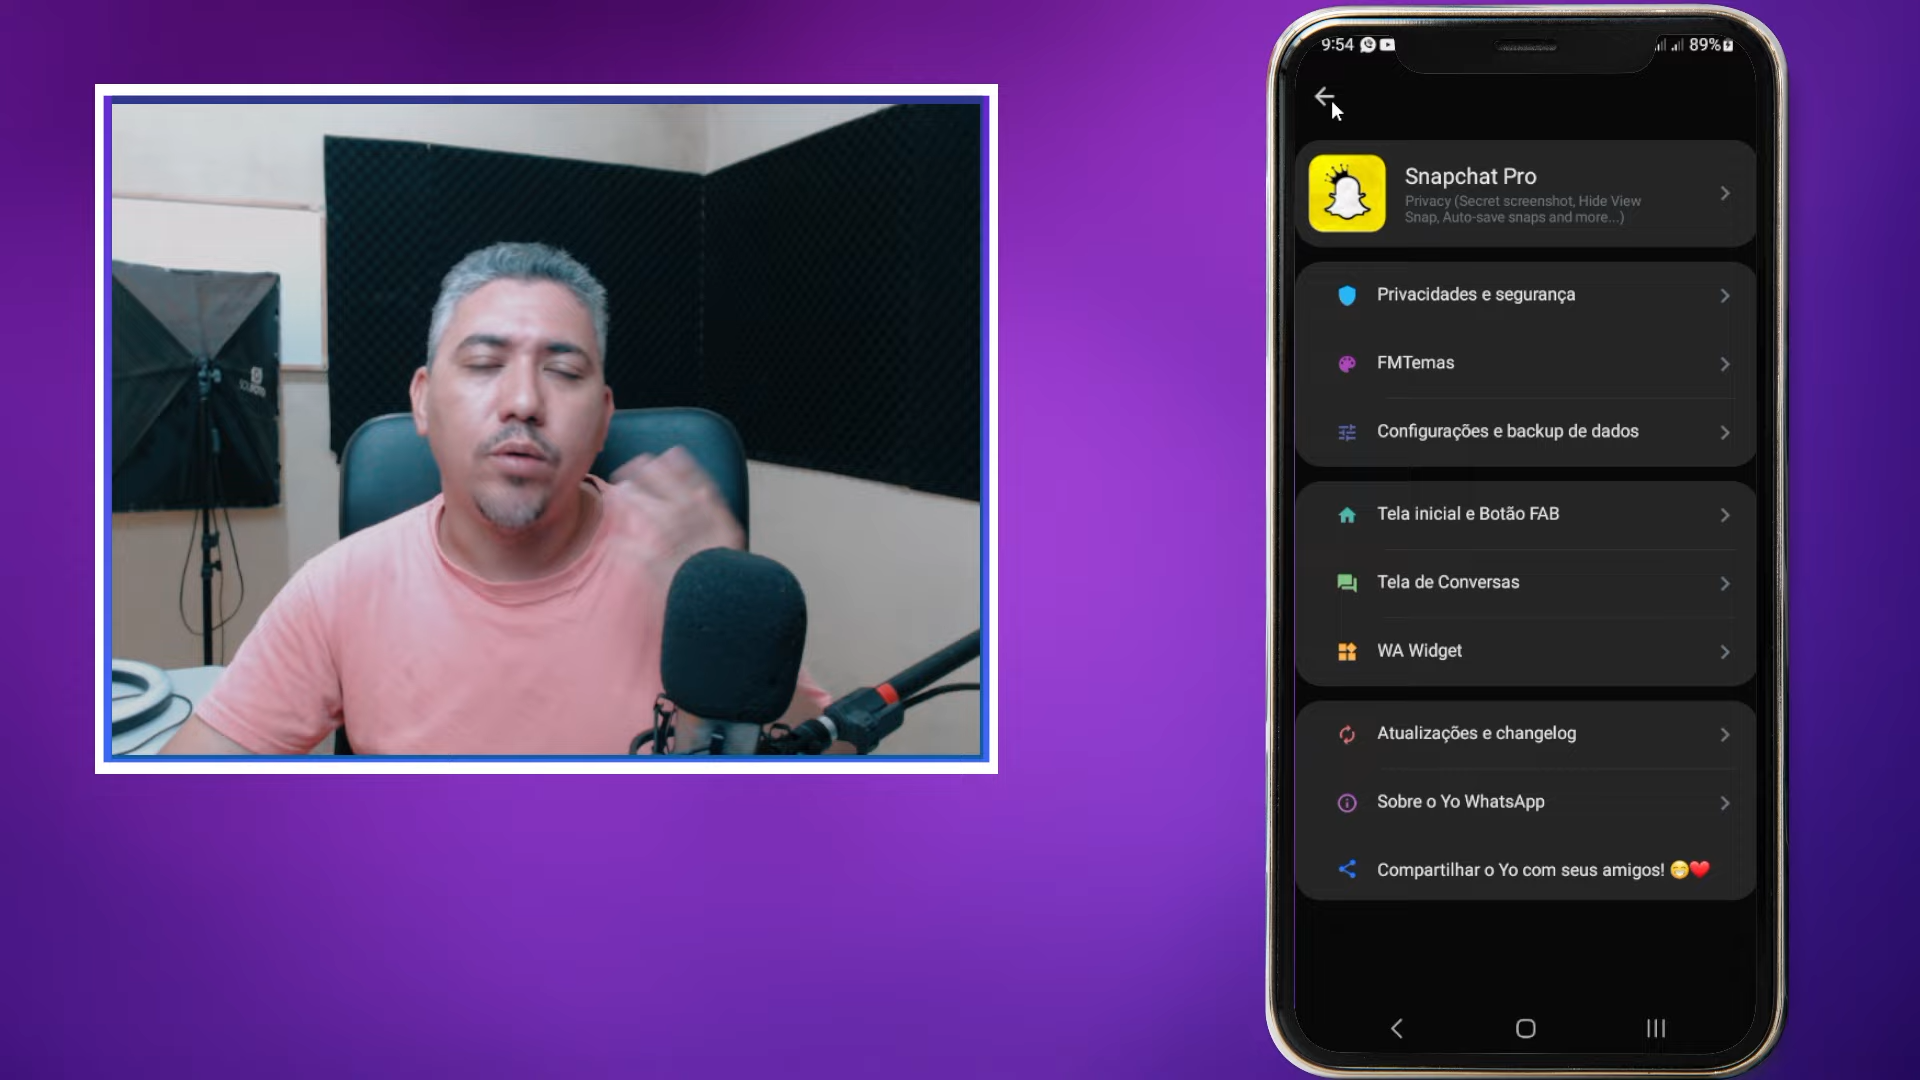 9:54
89%
Snapchat Pro
Privacy (Secret screenshot, Hide View
Snap, Auto-save snaps and more...)
Privacidades e segurança
FMTemas
Configurações e backup de dados
Tela inicial e Botão FAB
Tela de Conversas
WA Widget
Atualizações e changelog
Sobre o Yo WhatsApp
Compartilhar o Yo com seus amigos! 😁❤️